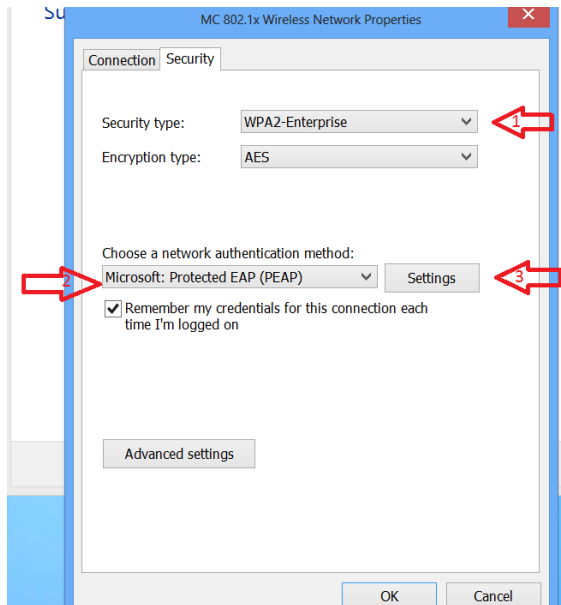 Su
MC 802.1x Wireless Network Properties
Connection Security
Security type: WPA2-Enterprise 1
Encryption type: AES
Choose a network authentication method:
2 Microsoft: Protected EAP (PEAP) Settings 3
Remember my credentials for this connection each
time I'm logged on
Advanced settings
OK Cancel